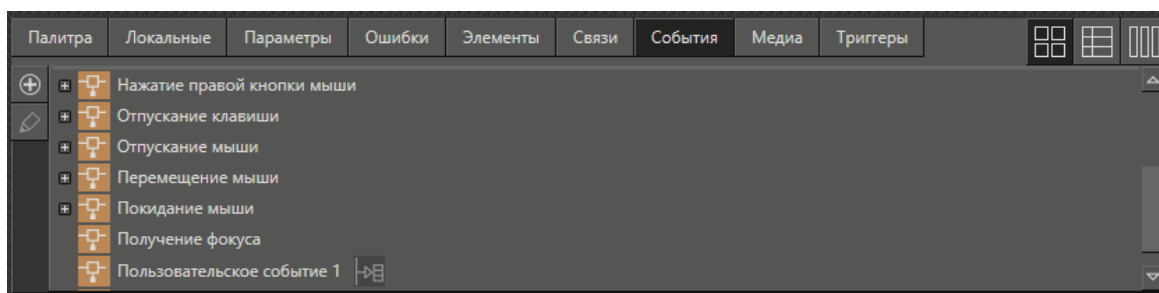 Палитра Локальные Параметры Ошибки Элементы Связи События Медиа Триггеры
Нажатие правой кнопки мыши
Отпускание клавиши
Отпускание мыши
Перемещение мыши
Покидание мыши
Получение фокуса
Пользовательское событие 1